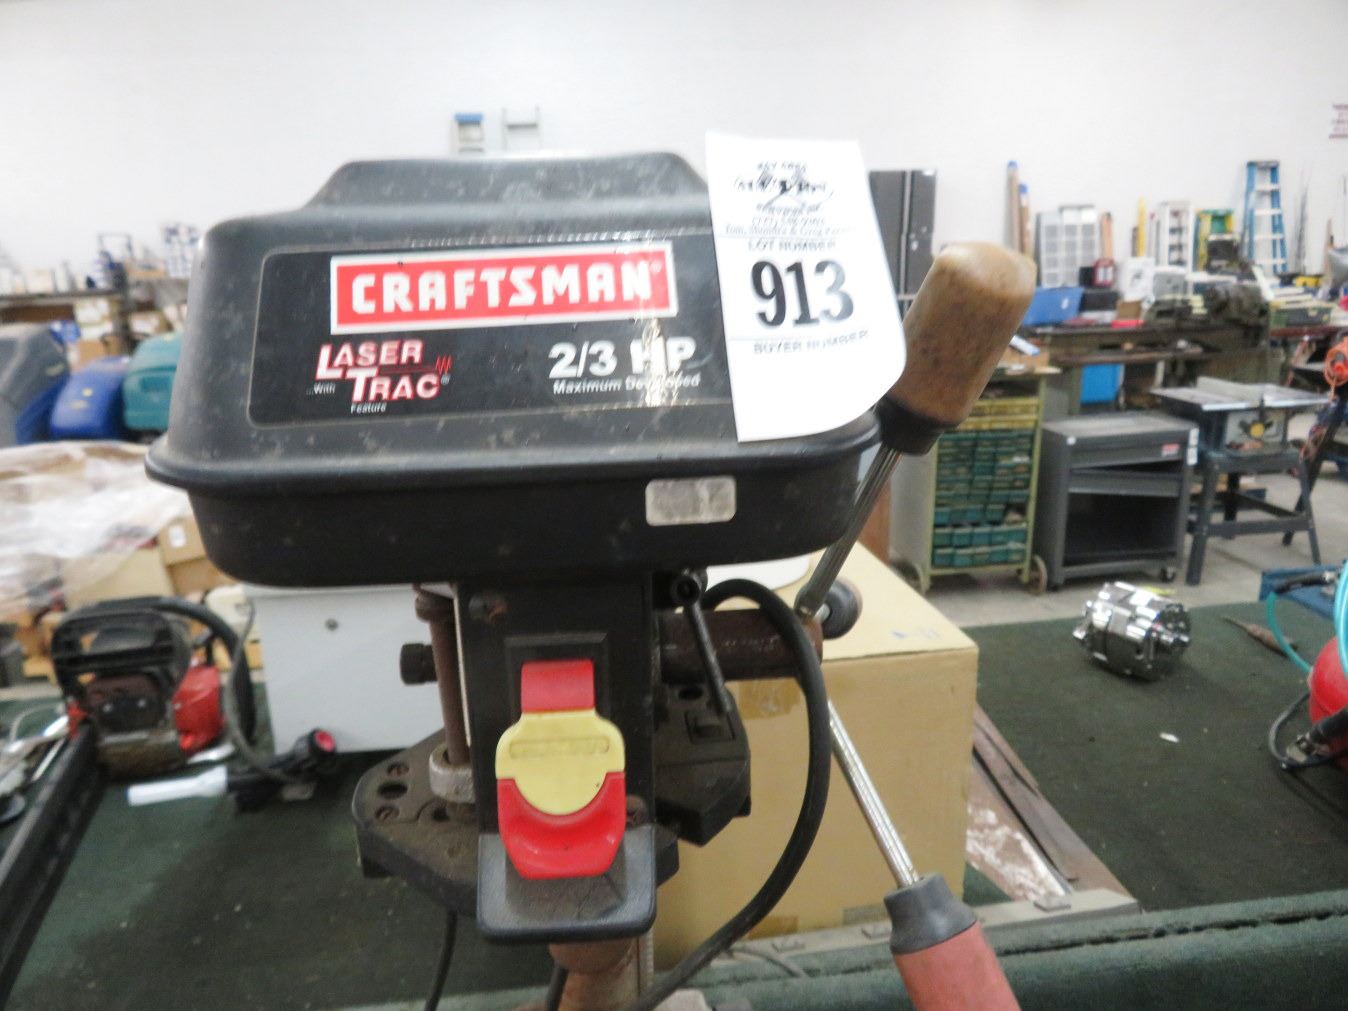 CRAFTSMAN®
LASER
...With TRAC®
Feature
2/3 HP
Maximum Developed
LOT NUMBER
913
BUYER NUMBER